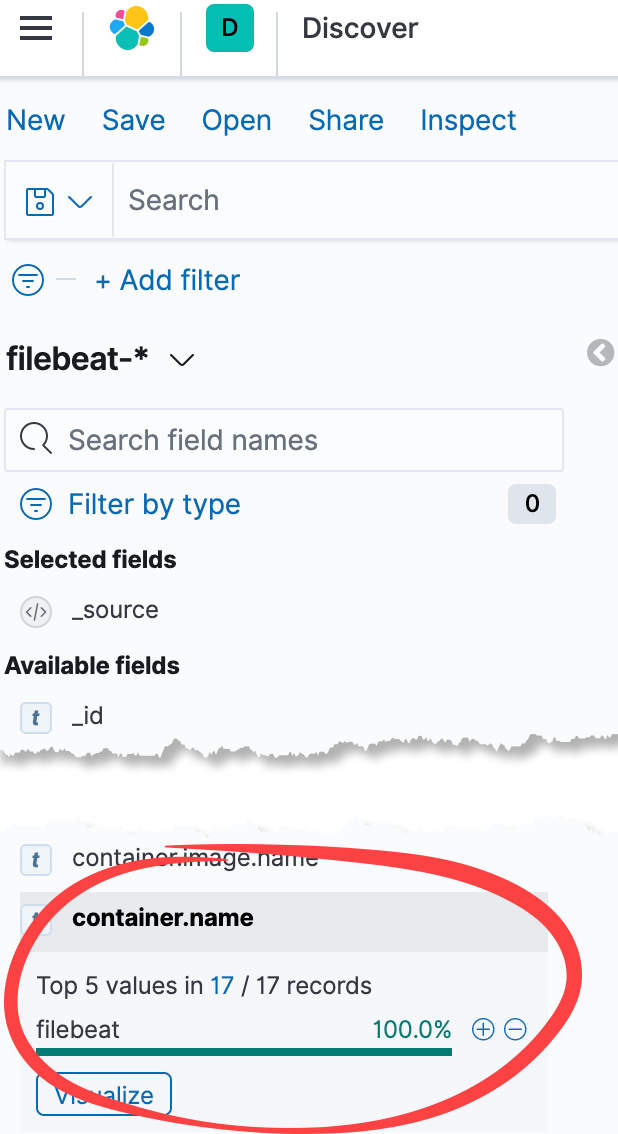 D Discover
New Save Open Share Inspect
Search
+ Add filter
filebeat-*
Search field names
Filter by type 0
Selected fields
</> _source
Available fields
t _id
t container.image.name
t container.name
Top 5 values in 17 / 17 records
filebeat 100.0%
Visualize